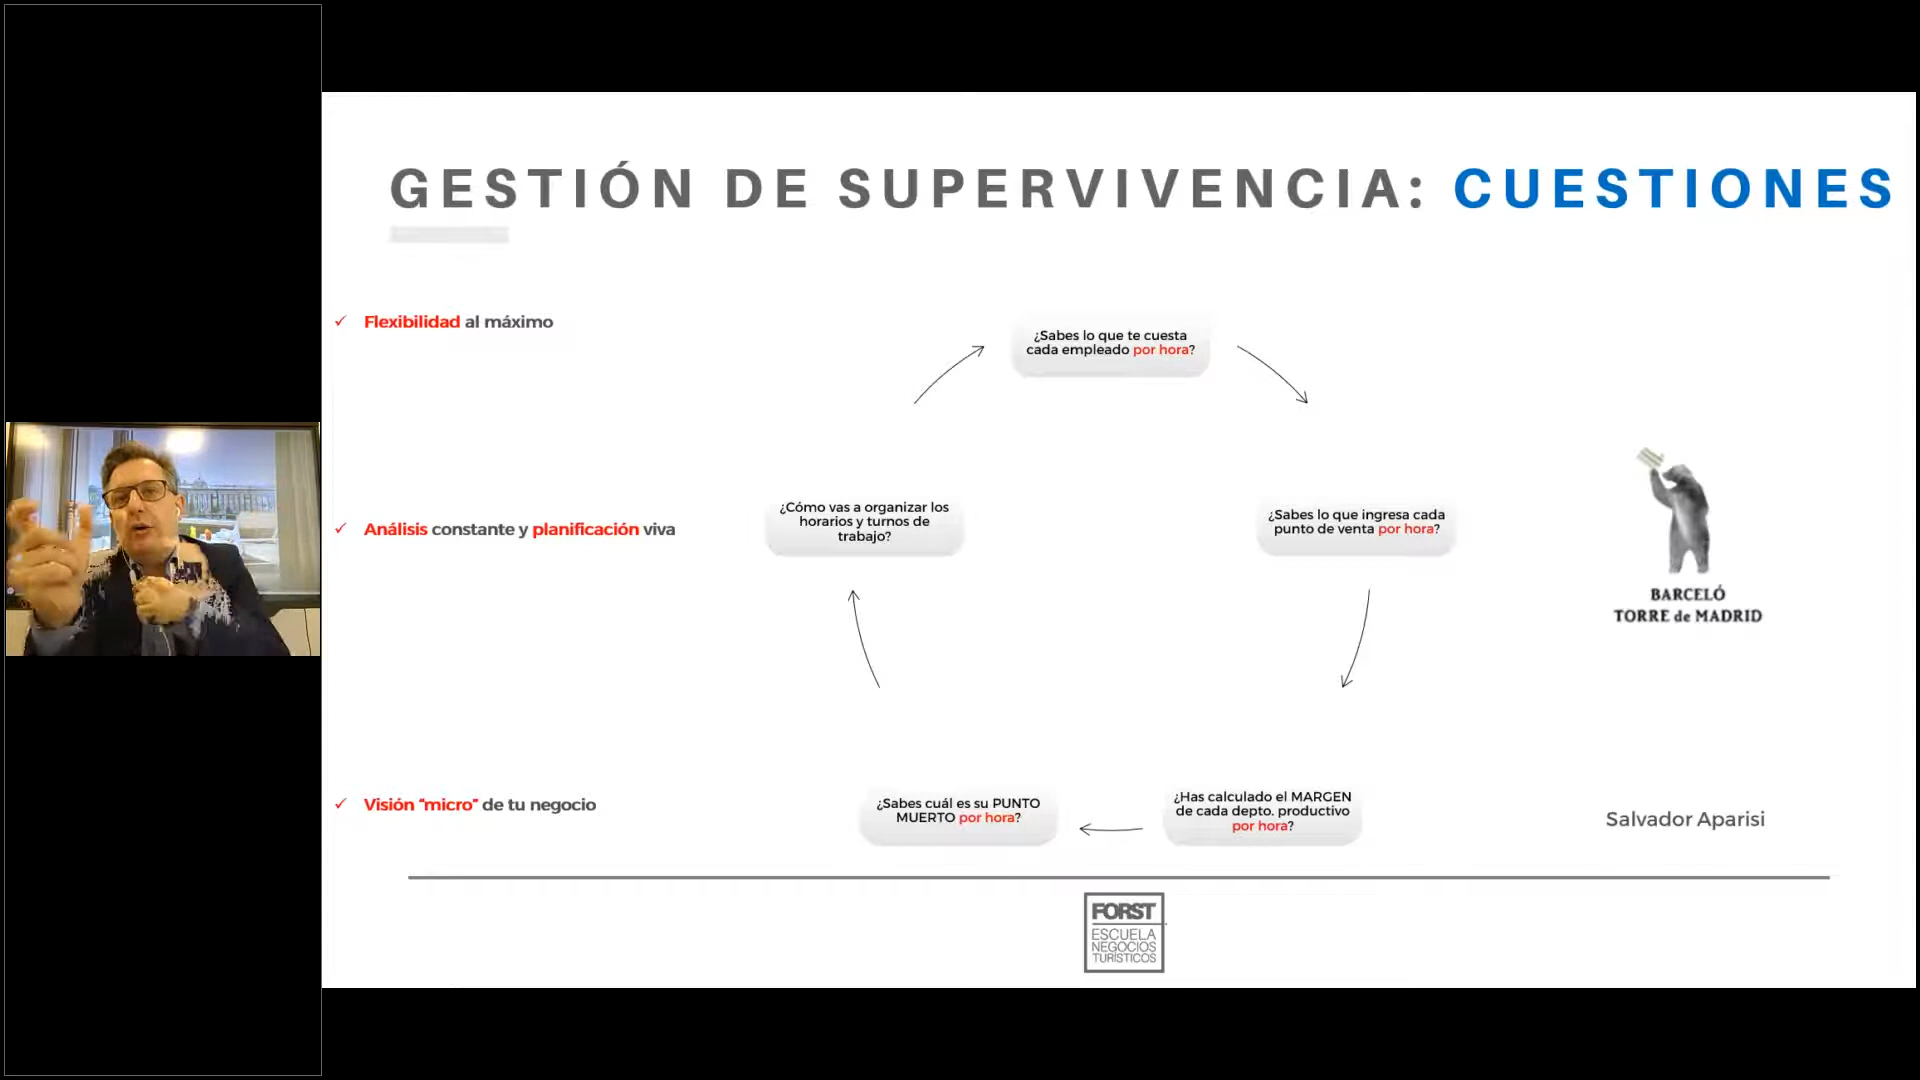 GESTIÓN DE SUPERVIVENCIA: CUESTIONES
✓ Flexibilidad al máximo
✓ Análisis constante y planificación viva
✓ Visión “micro” de tu negocio
¿Sabes lo que te cuesta
cada empleado por hora?
¿Sabes lo que ingresa cada
punto de venta por hora?
¿Has calculado el MARGEN
de cada depto. productivo
por hora?
¿Sabes cuál es su PUNTO
MUERTO por hora?
¿Cómo vas a organizar los
horarios y turnos de
trabajo?
BARCELÓ
TORRE de MADRID
Salvador Aparisi
FORST
ESCUELA
NEGOCIOS
TURÍSTICOS